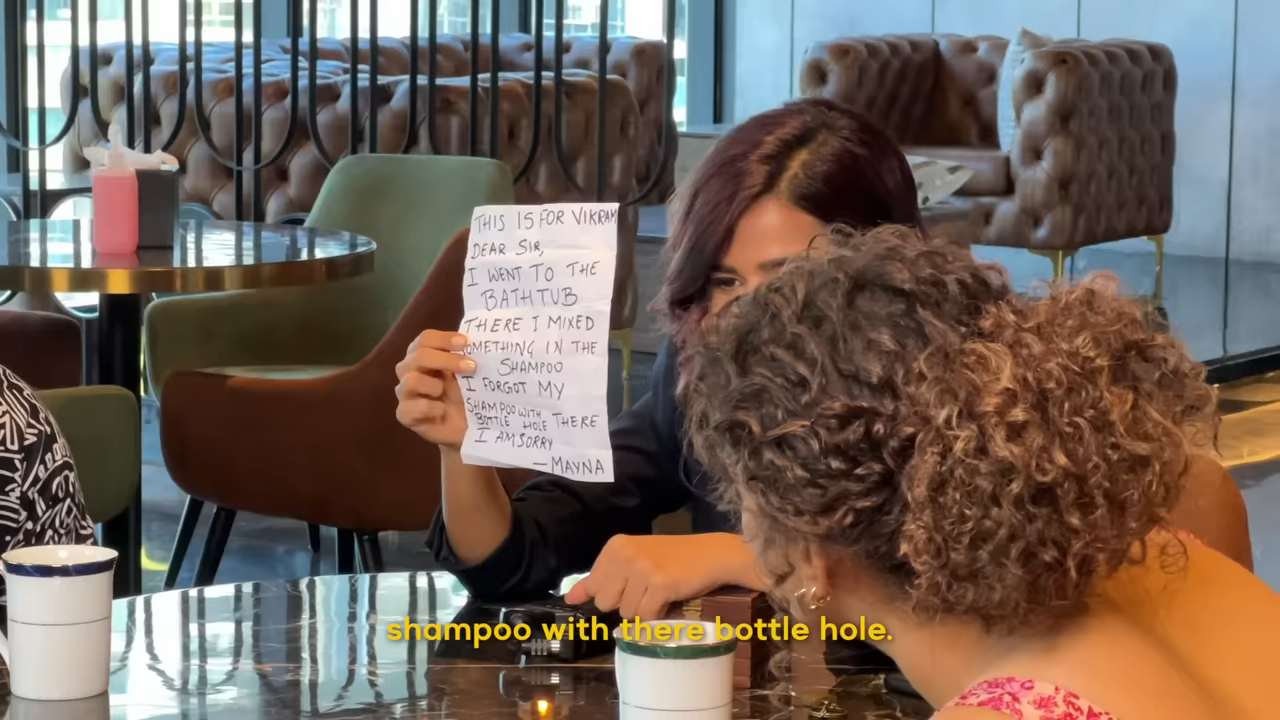 THIS IS FOR VIKRAM
DEAR SIR,
I WENT TO THE
BATHTUB
THERE I MIXED
SOMETHING IN THE
SHAMPOO
I FORGOT MY
SHAMPOO WITH
BOTTLE HOLE THERE
I AM SORRY
— MAYNA
shampoo with there bottle hole.